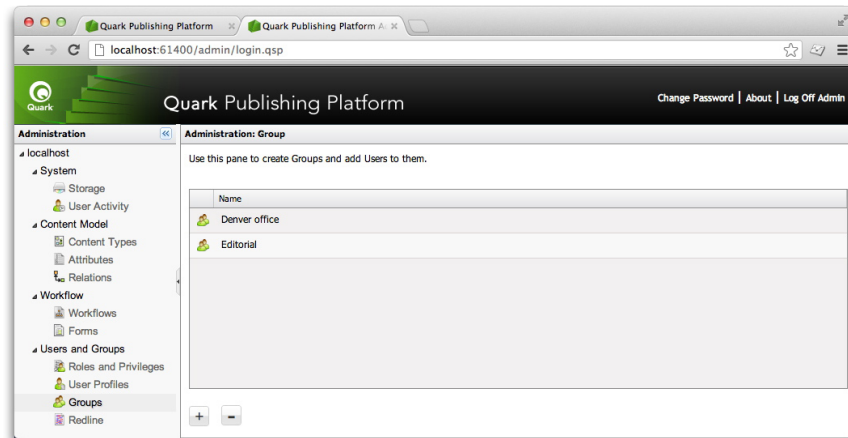 Quark Publishing Platform
Quark Publishing Platform A
localhost:61400/admin/login.qsp
Quark
Quark Publishing Platform
Change Password | About | Log Off Admin
Administration
Administration: Group
localhost
System
Storage
User Activity
Content Model
Content Types
Attributes
Relations
Workflow
Workflows
Forms
Users and Groups
Roles and Privileges
User Profiles
Groups
Redline
Use this pane to create Groups and add Users to them.
Name
Denver office
Editorial